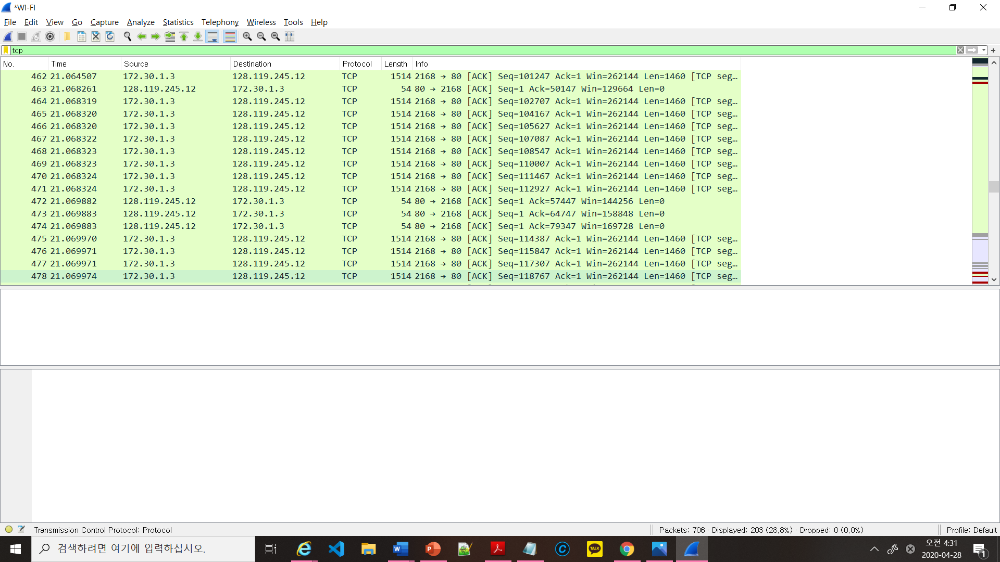 *Wi-Fi
File Edit View Go Capture Analyze Statistics Telephony Wireless Tools Help
tcp
No. Time Source Destination Protocol Length Info
462 21.064507 172.30.1.3 128.119.245.12 TCP 1514 2168 → 80 [ACK] Seq=101247 Ack=1 Win=262144 Len=1460 [TCP seg…
463 21.068261 128.119.245.12 172.30.1.3 TCP 54 80 → 2168 [ACK] Seq=1 Ack=50147 Win=129664 Len=0
464 21.068319 172.30.1.3 128.119.245.12 TCP 1514 2168 → 80 [ACK] Seq=102707 Ack=1 Win=262144 Len=1460 [TCP seg…
465 21.068320 172.30.1.3 128.119.245.12 TCP 1514 2168 → 80 [ACK] Seq=104167 Ack=1 Win=262144 Len=1460 [TCP seg…
466 21.068320 172.30.1.3 128.119.245.12 TCP 1514 2168 → 80 [ACK] Seq=105627 Ack=1 Win=262144 Len=1460 [TCP seg…
467 21.068322 172.30.1.3 128.119.245.12 TCP 1514 2168 → 80 [ACK] Seq=107087 Ack=1 Win=262144 Len=1460 [TCP seg…
468 21.068323 172.30.1.3 128.119.245.12 TCP 1514 2168 → 80 [ACK] Seq=108547 Ack=1 Win=262144 Len=1460 [TCP seg…
469 21.068323 172.30.1.3 128.119.245.12 TCP 1514 2168 → 80 [ACK] Seq=110007 Ack=1 Win=262144 Len=1460 [TCP seg…
470 21.068324 172.30.1.3 128.119.245.12 TCP 1514 2168 → 80 [ACK] Seq=111467 Ack=1 Win=262144 Len=1460 [TCP seg…
471 21.068324 172.30.1.3 128.119.245.12 TCP 1514 2168 → 80 [ACK] Seq=112927 Ack=1 Win=262144 Len=1460 [TCP seg…
472 21.069882 128.119.245.12 172.30.1.3 TCP 54 80 → 2168 [ACK] Seq=1 Ack=57447 Win=144256 Len=0
473 21.069883 128.119.245.12 172.30.1.3 TCP 54 80 → 2168 [ACK] Seq=1 Ack=64747 Win=158848 Len=0
474 21.069883 128.119.245.12 172.30.1.3 TCP 54 80 → 2168 [ACK] Seq=1 Ack=79347 Win=169728 Len=0
475 21.069970 172.30.1.3 128.119.245.12 TCP 1514 2168 → 80 [ACK] Seq=114387 Ack=1 Win=262144 Len=1460 [TCP seg…
476 21.069971 172.30.1.3 128.119.245.12 TCP 1514 2168 → 80 [ACK] Seq=115847 Ack=1 Win=262144 Len=1460 [TCP seg…
477 21.069971 172.30.1.3 128.119.245.12 TCP 1514 2168 → 80 [ACK] Seq=117307 Ack=1 Win=262144 Len=1460 [TCP seg…
478 21.069974 172.30.1.3 128.119.245.12 TCP 1514 2168 → 80 [ACK] Seq=118767 Ack=1 Win=262144 Len=1460 [TCP seg…
Transmission Control Protocol: Protocol
Packets: 706 · Displayed: 203 (28.8%) · Dropped: 0 (0.0%)
Profile: Default
검색하려면 여기에 입력하십시오.
TALK
오전 4:31
2020-04-28
1